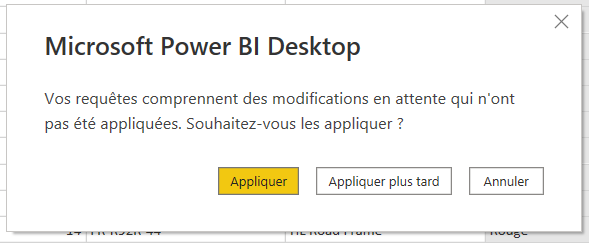 Microsoft Power BI Desktop
Vos requêtes comprennent des modifications en attente qui n'ont
pas été appliquées. Souhaitez-vous les appliquer ?
Appliquer
Appliquer plus tard
Annuler